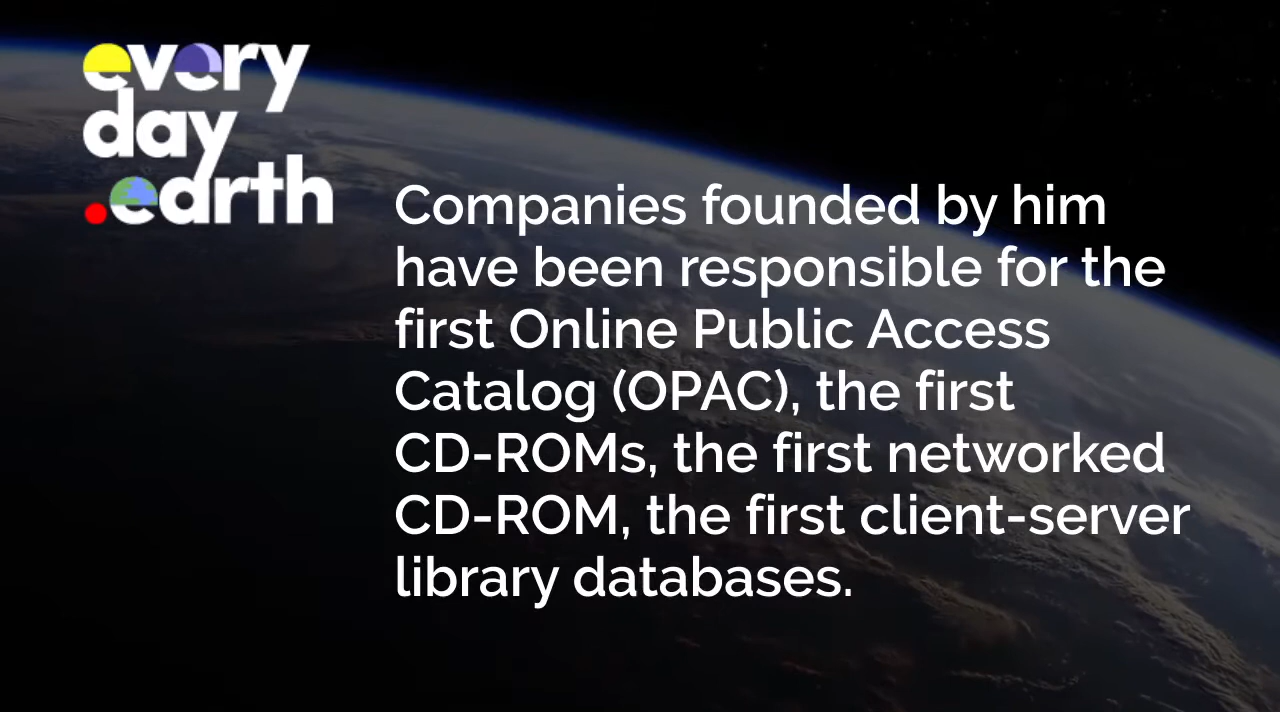 every
day
.earth
Companies founded by him
have been responsible for the
first Online Public Access
Catalog (OPAC), the first
CD-ROMs, the first networked
CD-ROM, the first client-server
library databases.